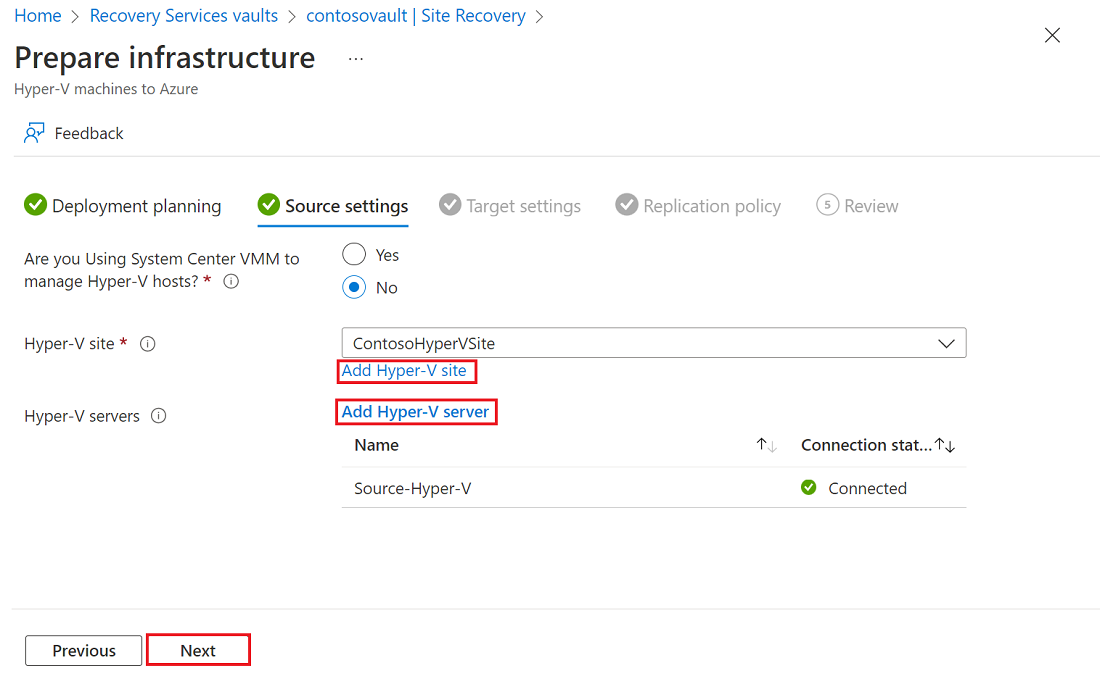 Home > Recovery Services vaults > contosovault | Site Recovery >
Prepare infrastructure ...
Hyper-V machines to Azure
Feedback
Deployment planning Source settings Target settings Replication policy 5 Review
Are you Using System Center VMM to
manage Hyper-V hosts? *
Yes
No
Hyper-V site * ContosoHyperVSite
Add Hyper-V site
Hyper-V servers Add Hyper-V server
Name Connection stat...
Source-Hyper-V Connected
Previous Next